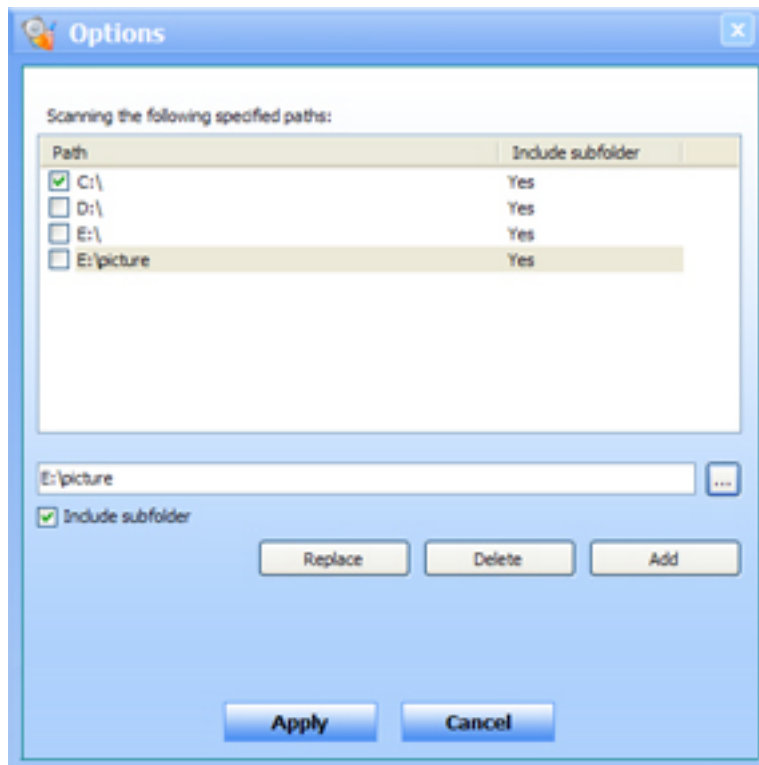 Options
Scanning the following specified paths:
Path Include subfolder
C:\ Yes
D:\ Yes
E:\ Yes
E:\picture Yes
E:\picture ...
Include subfolder
Replace Delete Add
Apply Cancel